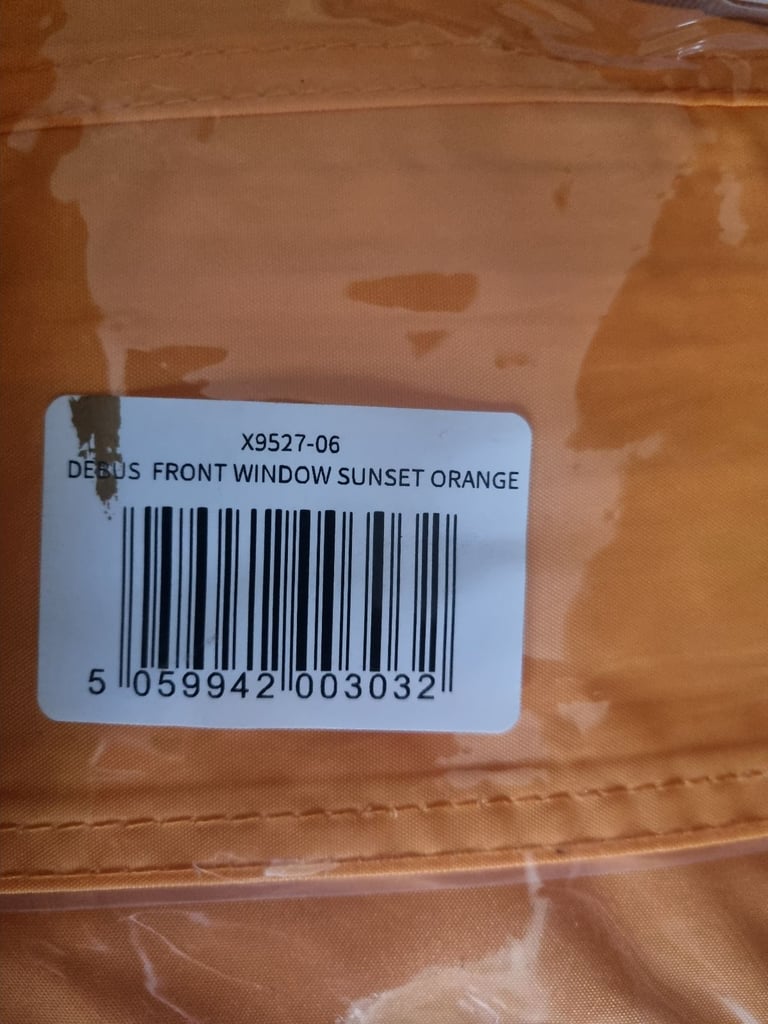 X9527-06
DEBUS FRONT WINDOW SUNSET ORANGE
5 059942 003032